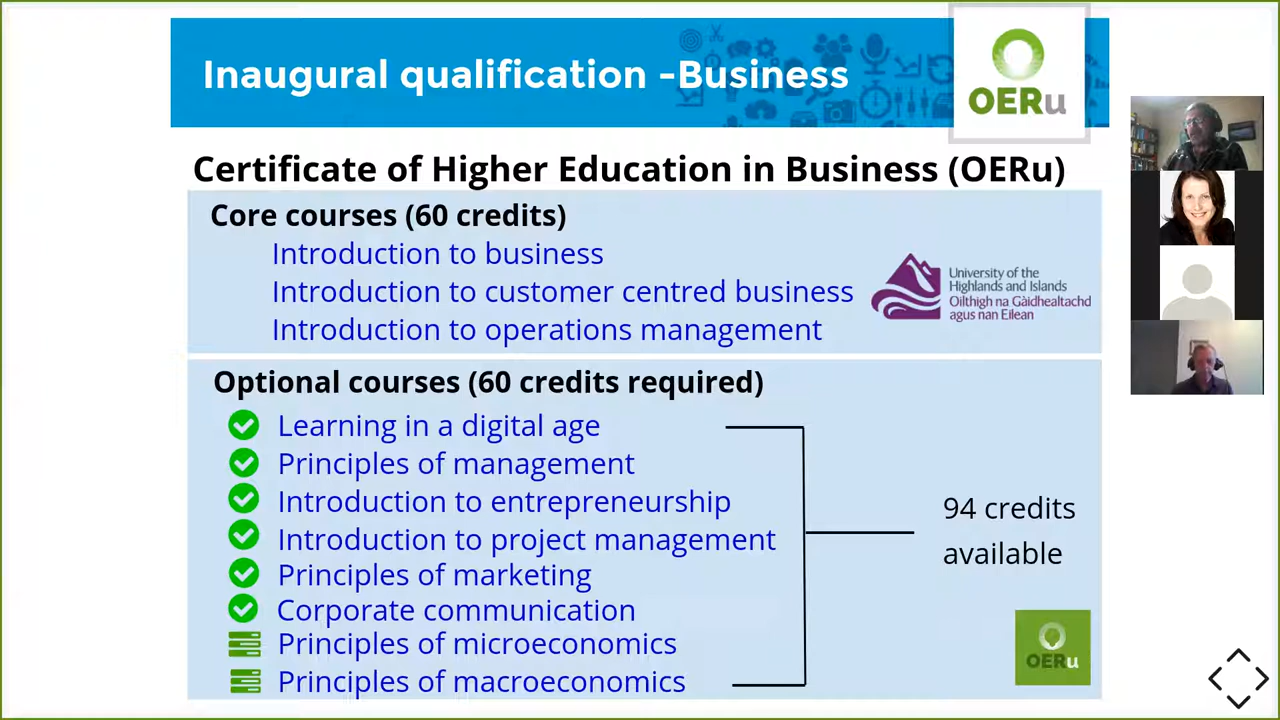 Inaugural qualification -Business
OERu
Certificate of Higher Education in Business (OERu)
Core courses (60 credits)
Introduction to business
Introduction to customer centred business
Introduction to operations management
University of the
Highlands and Islands
Oilthigh na Gàidhealtachd
agus nan Eilean
Optional courses (60 credits required)
Learning in a digital age
Principles of management
Introduction to entrepreneurship
Introduction to project management
Principles of marketing
Corporate communication
Principles of microeconomics
Principles of macroeconomics
94 credits
available
OERu